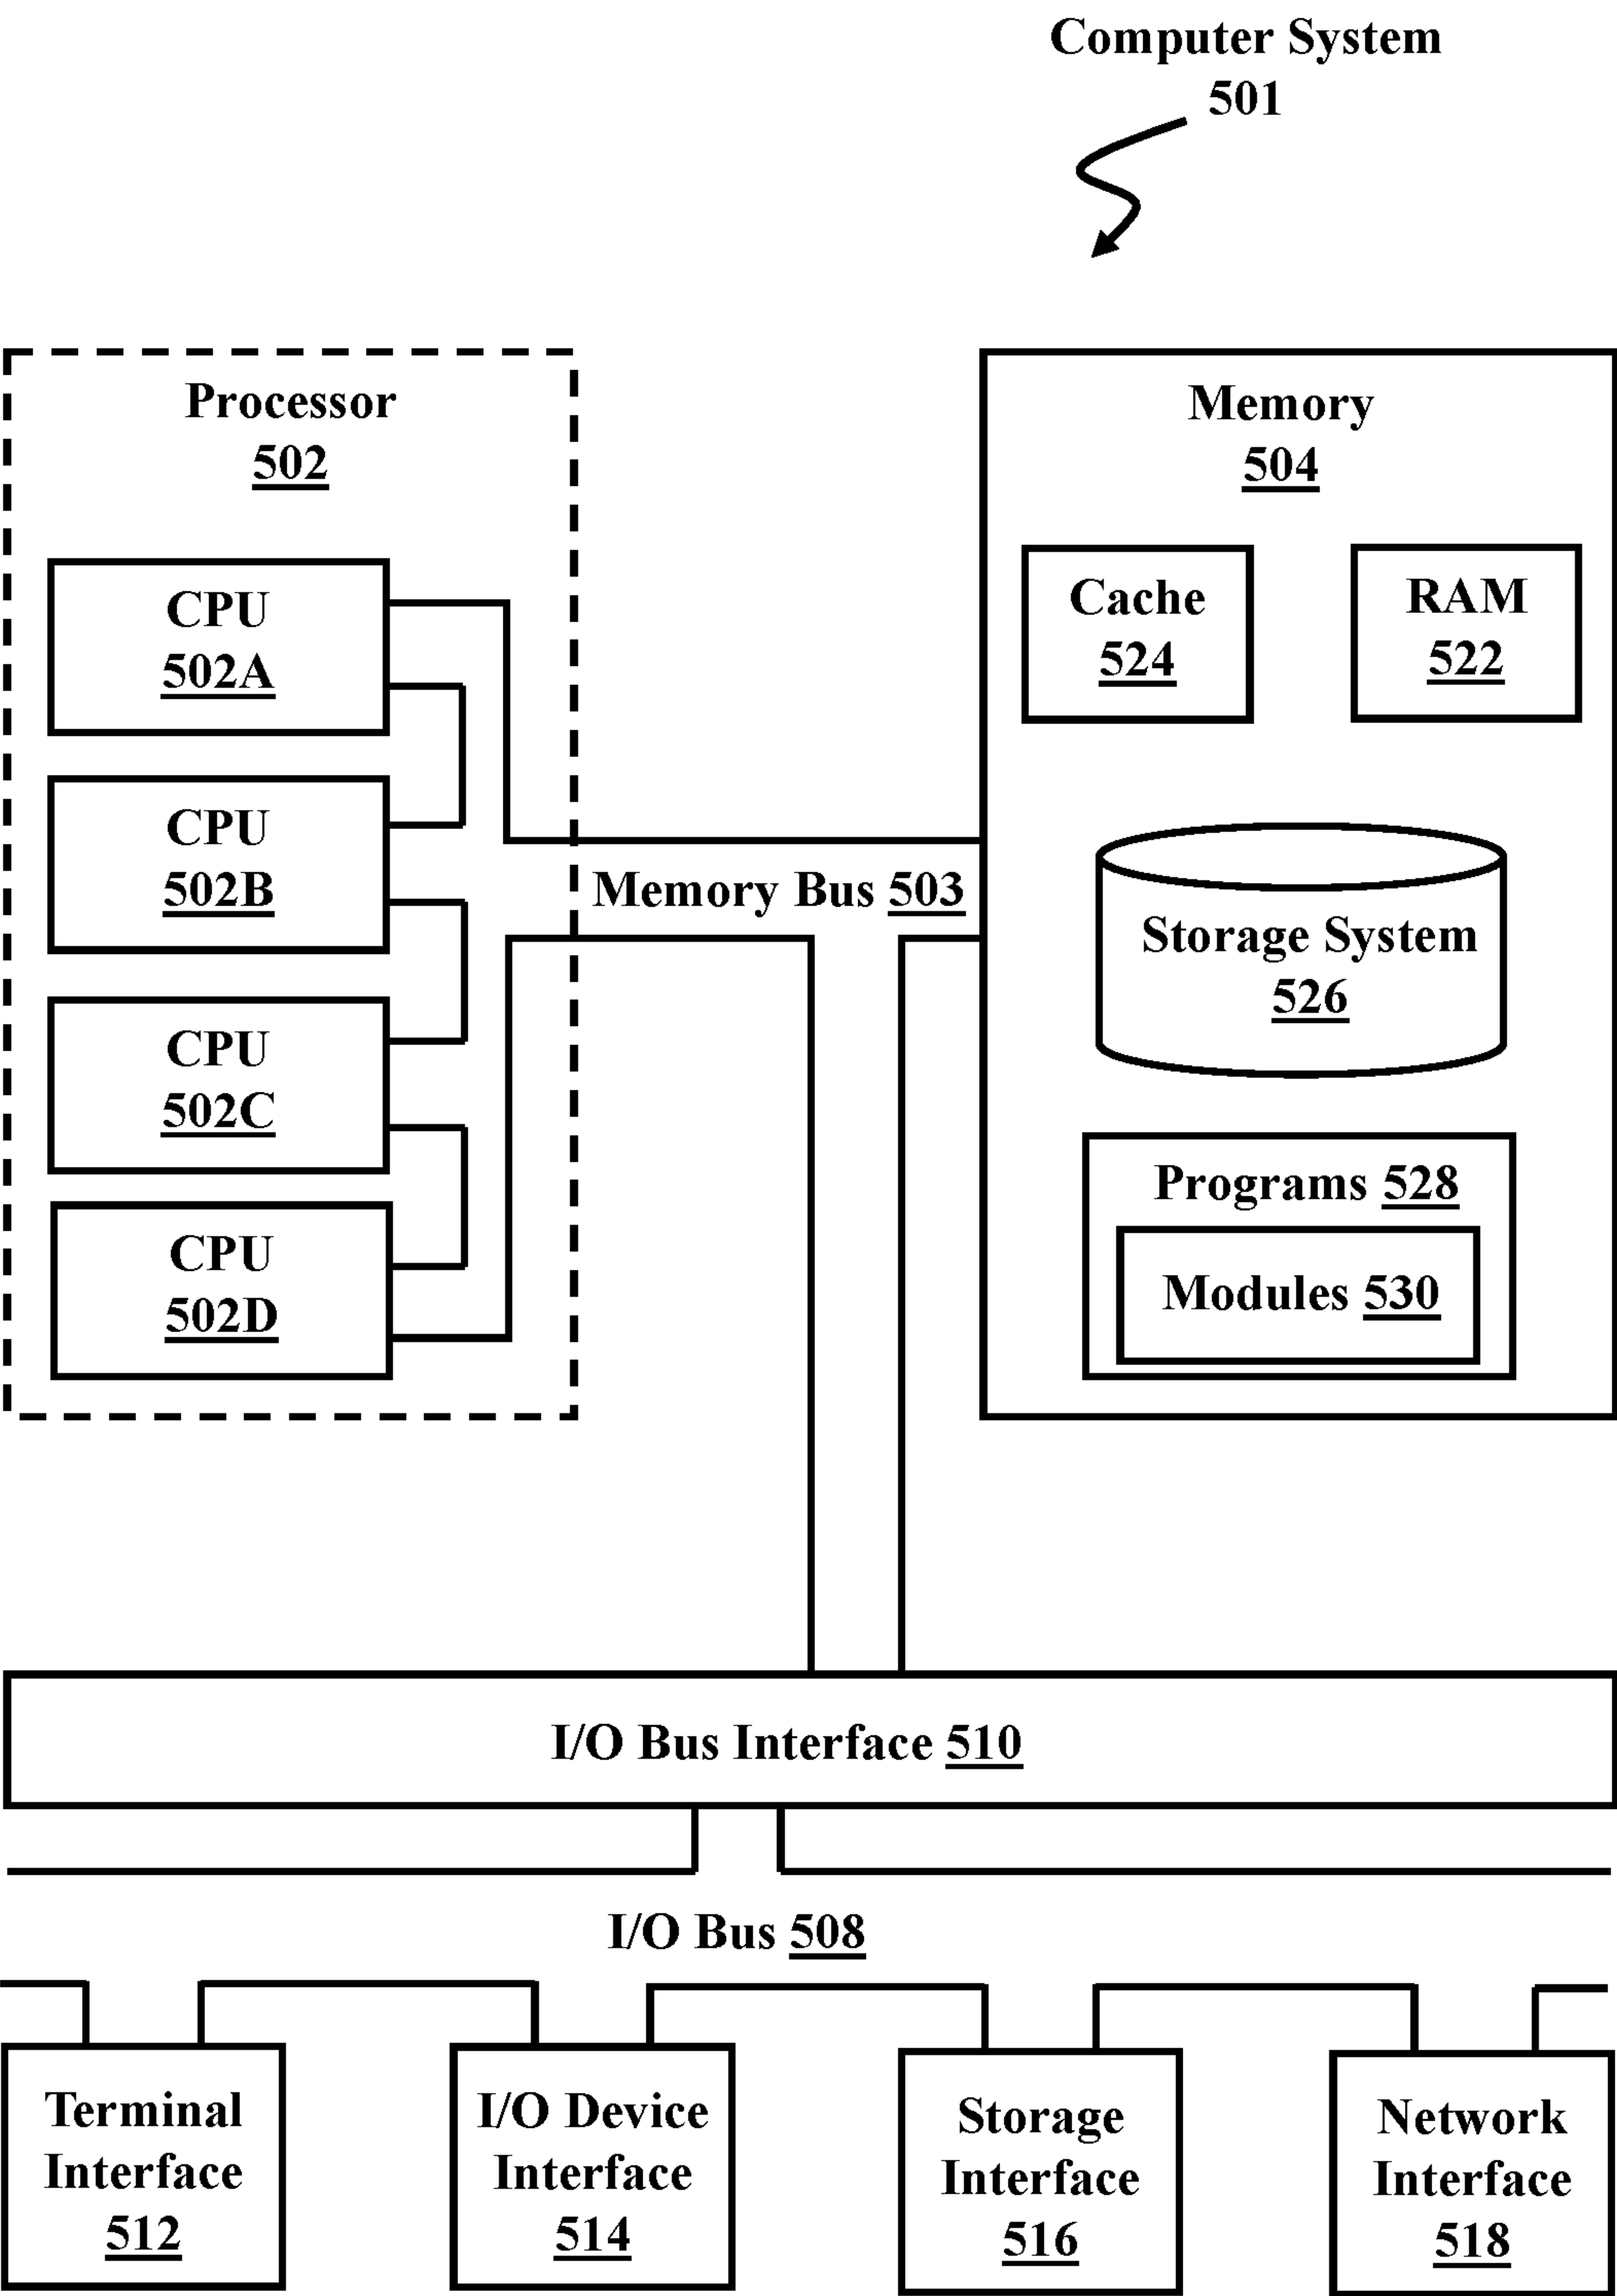 Computer System
501
Processor
502
CPU
502A
CPU
502B
CPU
502C
CPU
502D
Memory Bus 503
Memory
504
Cache
524
RAM
522
Storage System
526
Programs 528
Modules 530
I/O Bus Interface 510
I/O Bus 508
Terminal
Interface
512
I/O Device
Interface
514
Storage
Interface
516
Network
Interface
518